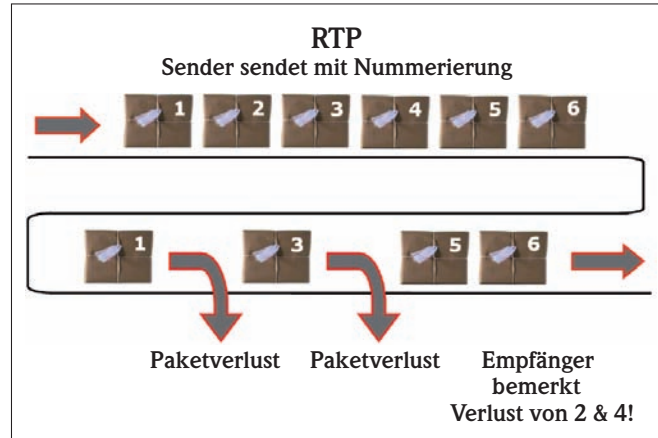 RTP
Sender sendet mit Nummerierung
1 2 3 4 5 6
1 3 5 6
Paketverlust Paketverlust Empfänger
bemerkt
Verlust von 2 & 4!